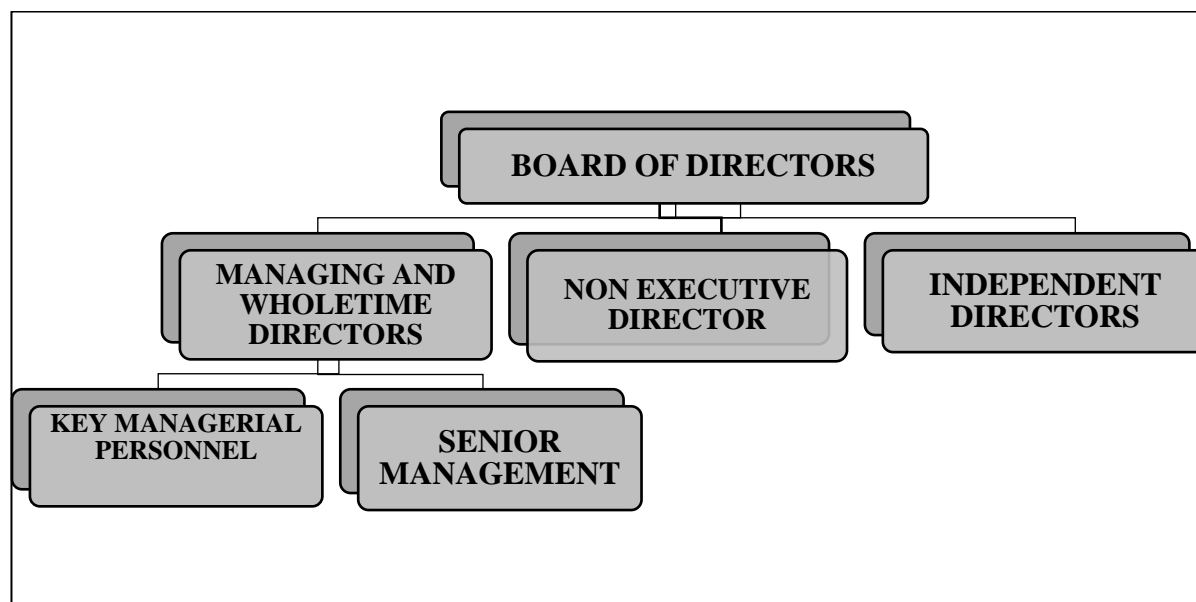 BOARD OF DIRECTORS
MANAGING AND
WHOLETIME
DIRECTORS
NON EXECUTIVE
DIRECTOR
INDEPENDENT
DIRECTORS
KEY MANAGERIAL
PERSONNEL
SENIOR
MANAGEMENT